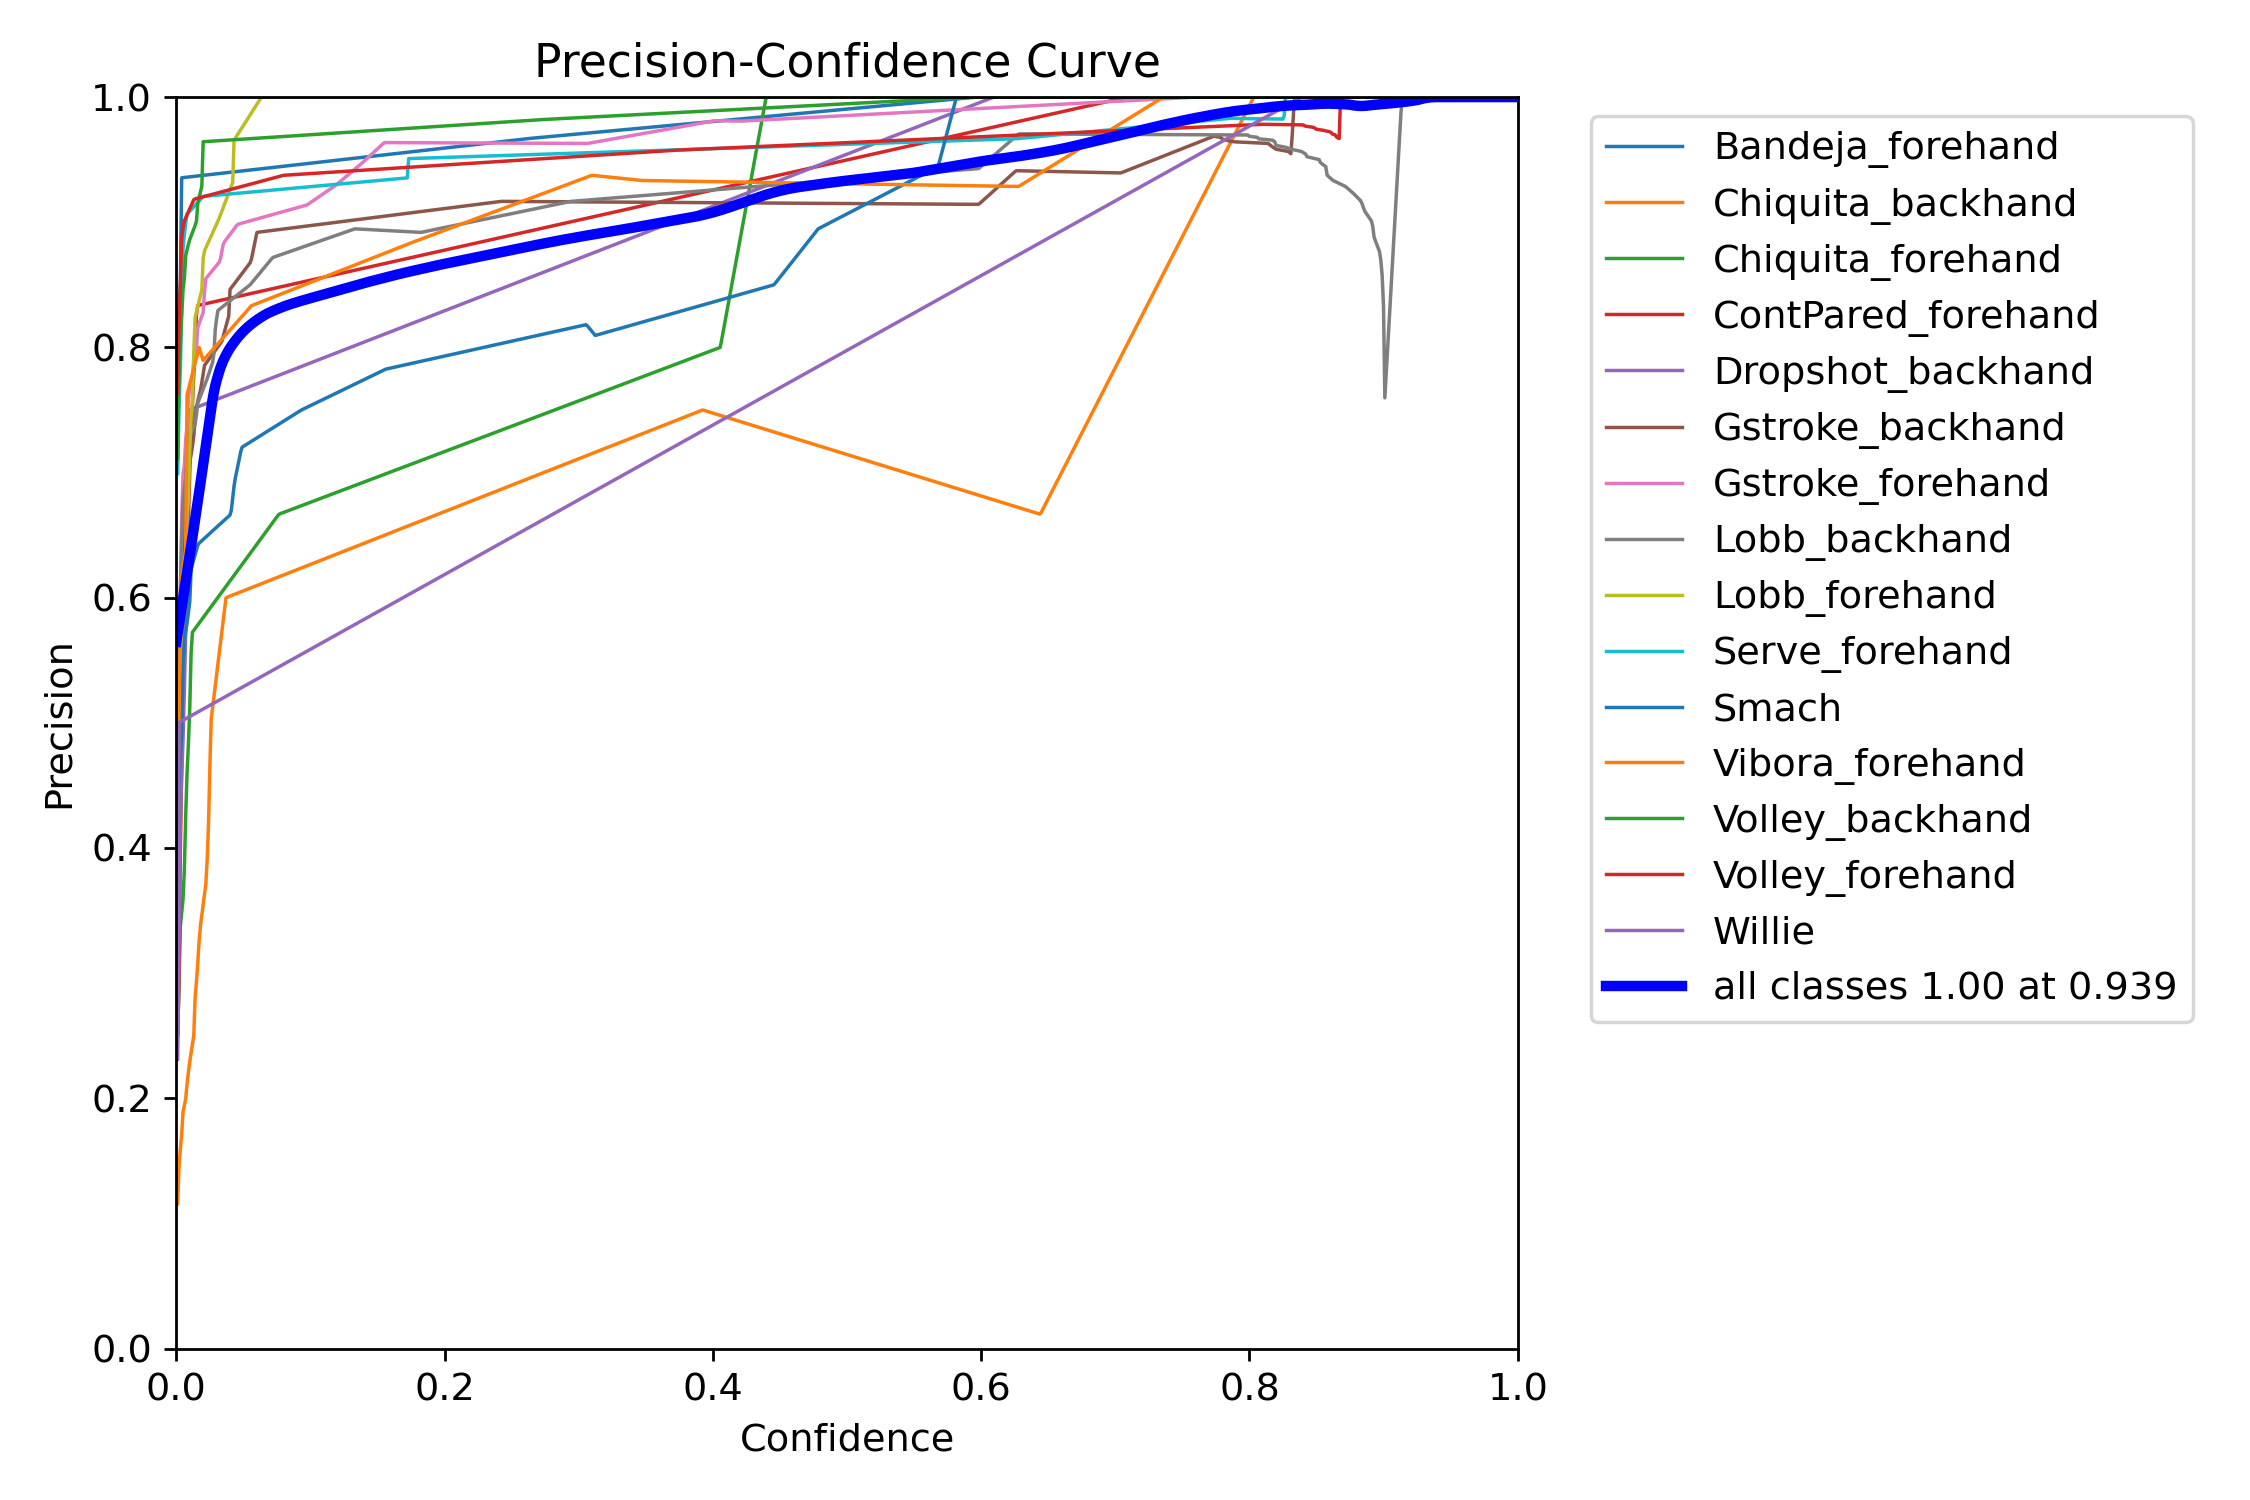 Precision-Confidence Curve
1.0
0.8
0.6
0.4
0.2
0.0
Precision
0.0 0.2 0.4 0.6 0.8 1.0
Confidence
Bandeja_forehand
Chiquita_backhand
Chiquita_forehand
ContPared_forehand
Dropshot_backhand
Gstroke_backhand
Gstroke_forehand
Lobb_backhand
Lobb_forehand
Serve_forehand
Smach
Vibora_forehand
Volley_backhand
Volley_forehand
Willie
all classes 1.00 at 0.939